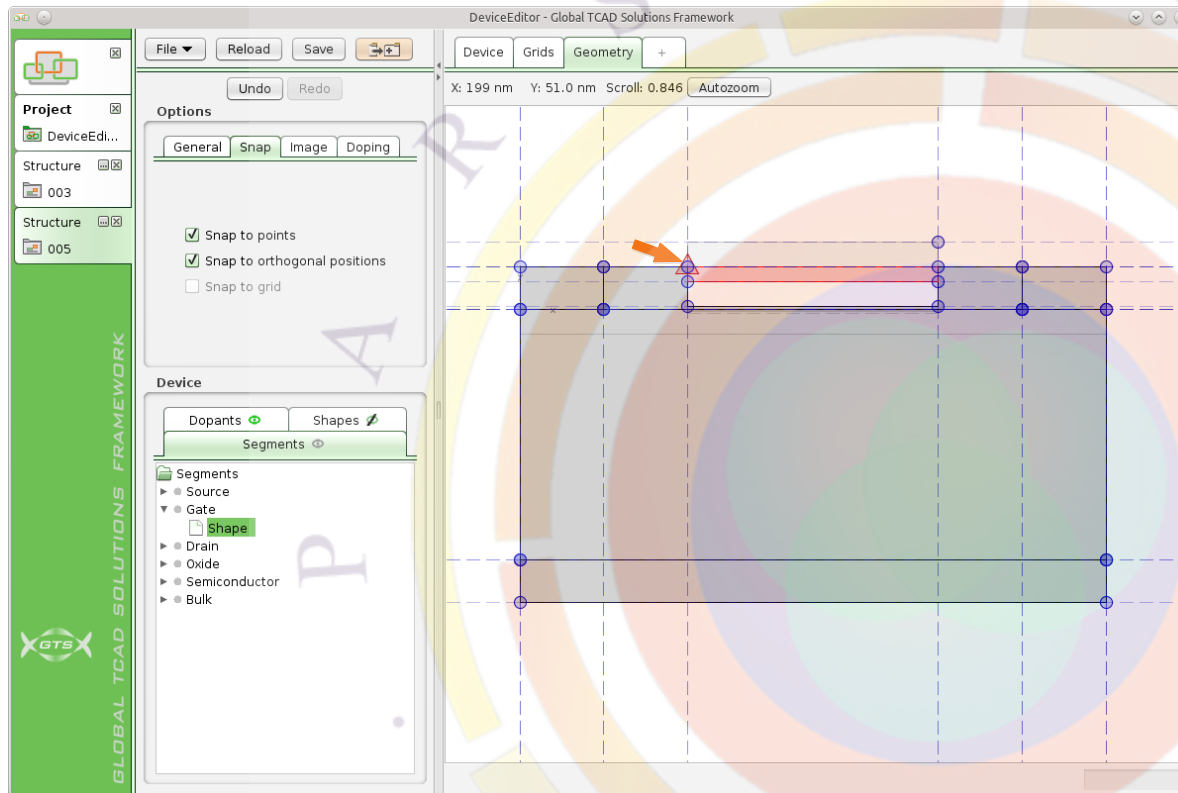 DeviceEditor - Global TCAD Solutions Framework
File Reload Save
Device Grids Geometry +
X: 199 nm Y: 51.0 nm Scroll: 0.846 Autozoom
Undo Redo
Project
DeviceEdi...
Structure
003
Structure
005
GLOBAL TCAD SOLUTIONS FRAMEWORK
GTS
Options
General Snap Image Doping
Snap to points
Snap to orthogonal positions
Snap to grid
Device
Dopants Shapes
Segments
Segments
Source
Gate
Shape
Drain
Oxide
Semiconductor
Bulk
. P A R S